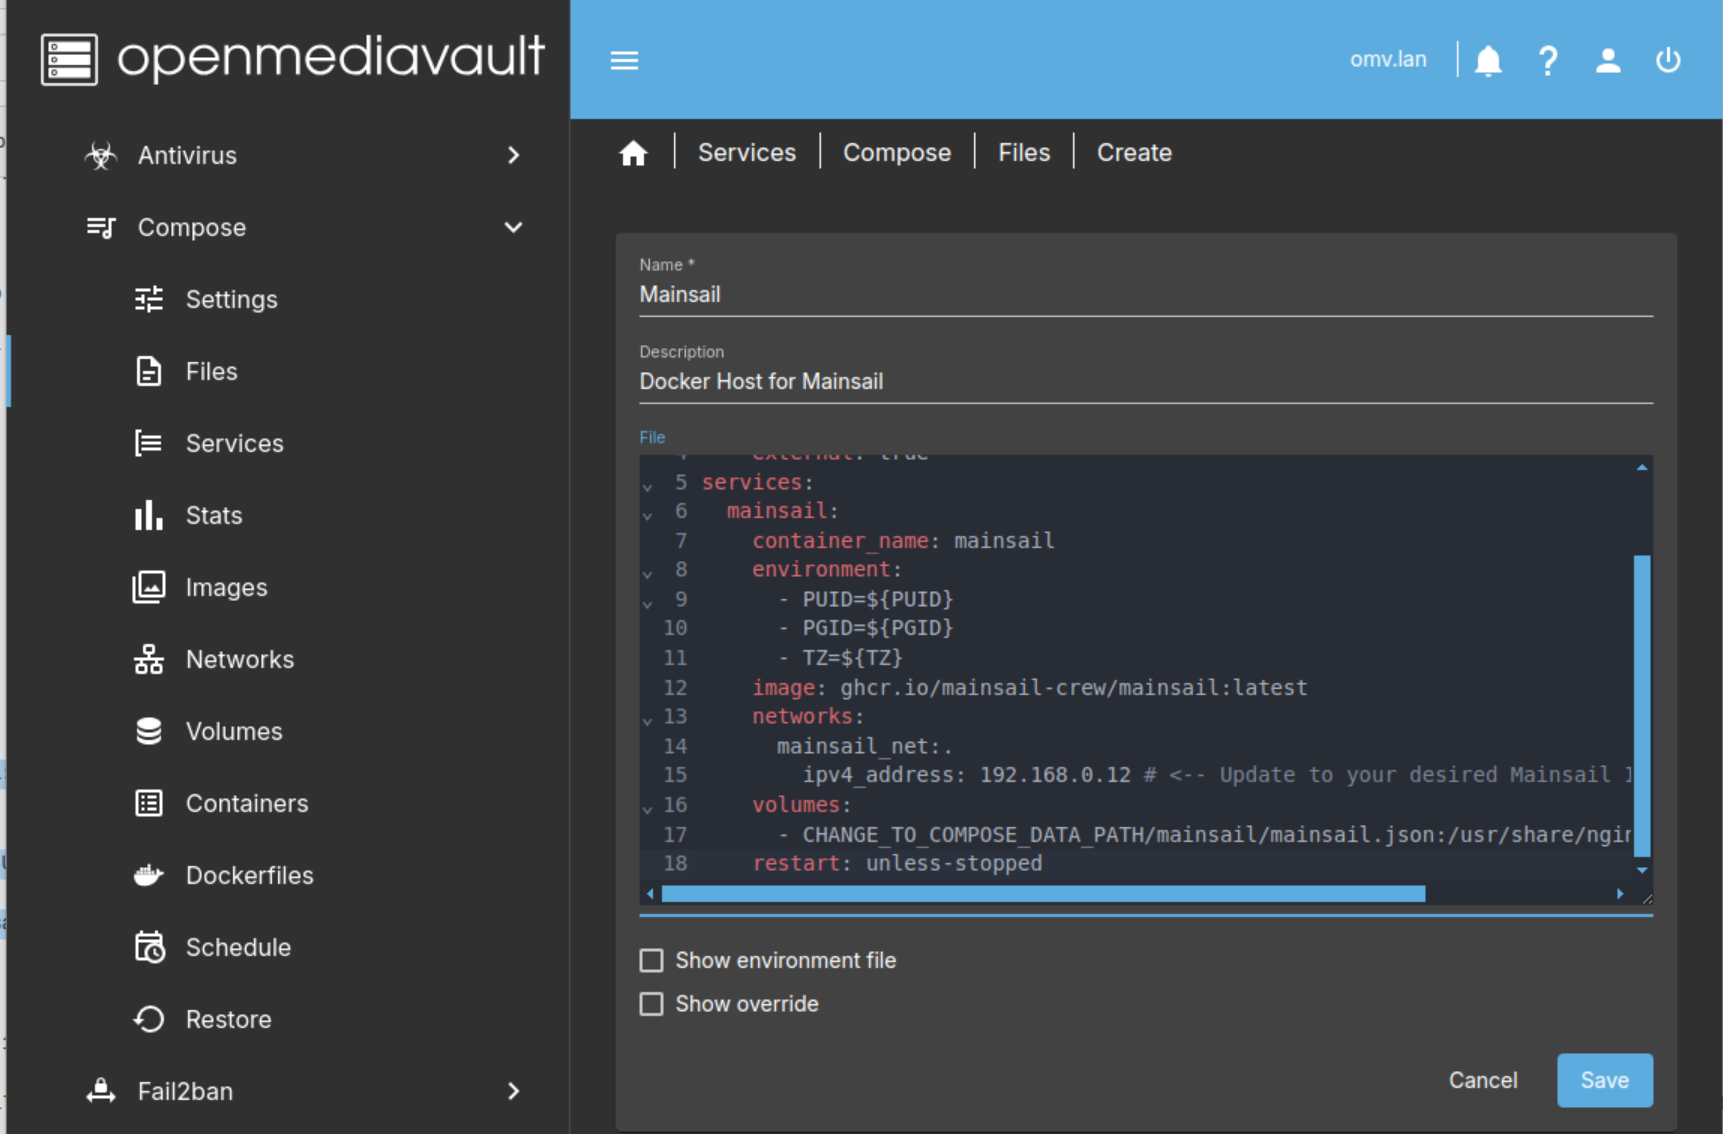 openmediavault
omv.lan
Antivirus
Compose
Settings
Files
Services
Stats
Images
Networks
Volumes
Containers
Dockerfiles
Schedule
Restore
Fail2ban
Services | Compose | Files | Create
Name *
Mainsail
Description
Docker Host for Mainsail
File
4 external: true
5 services:
6 mainsail:
7 container_name: mainsail
8 environment:
9 - PUID=${PUID}
10 - PGID=${PGID}
11 - TZ=${TZ}
12 image: ghcr.io/mainsail-crew/mainsail:latest
13 networks:
14 mainsail_net:.
15 ipv4_address: 192.168.0.12 # <-- Update to your desired Mainsail
16 volumes:
17 - CHANGE_TO_COMPOSE_DATA_PATH/mainsail/mainsail.json:/usr/share/ngin
18 restart: unless-stopped
Show environment file
Show override
Cancel
Save